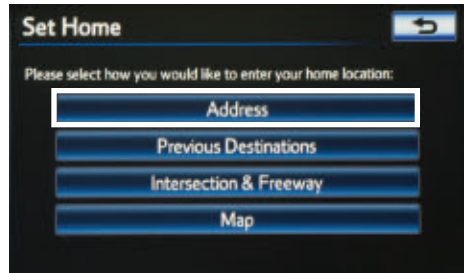 Set Home
Please select how you would like to enter your home location:
Address
Previous Destinations
Intersection & Freeway
Map